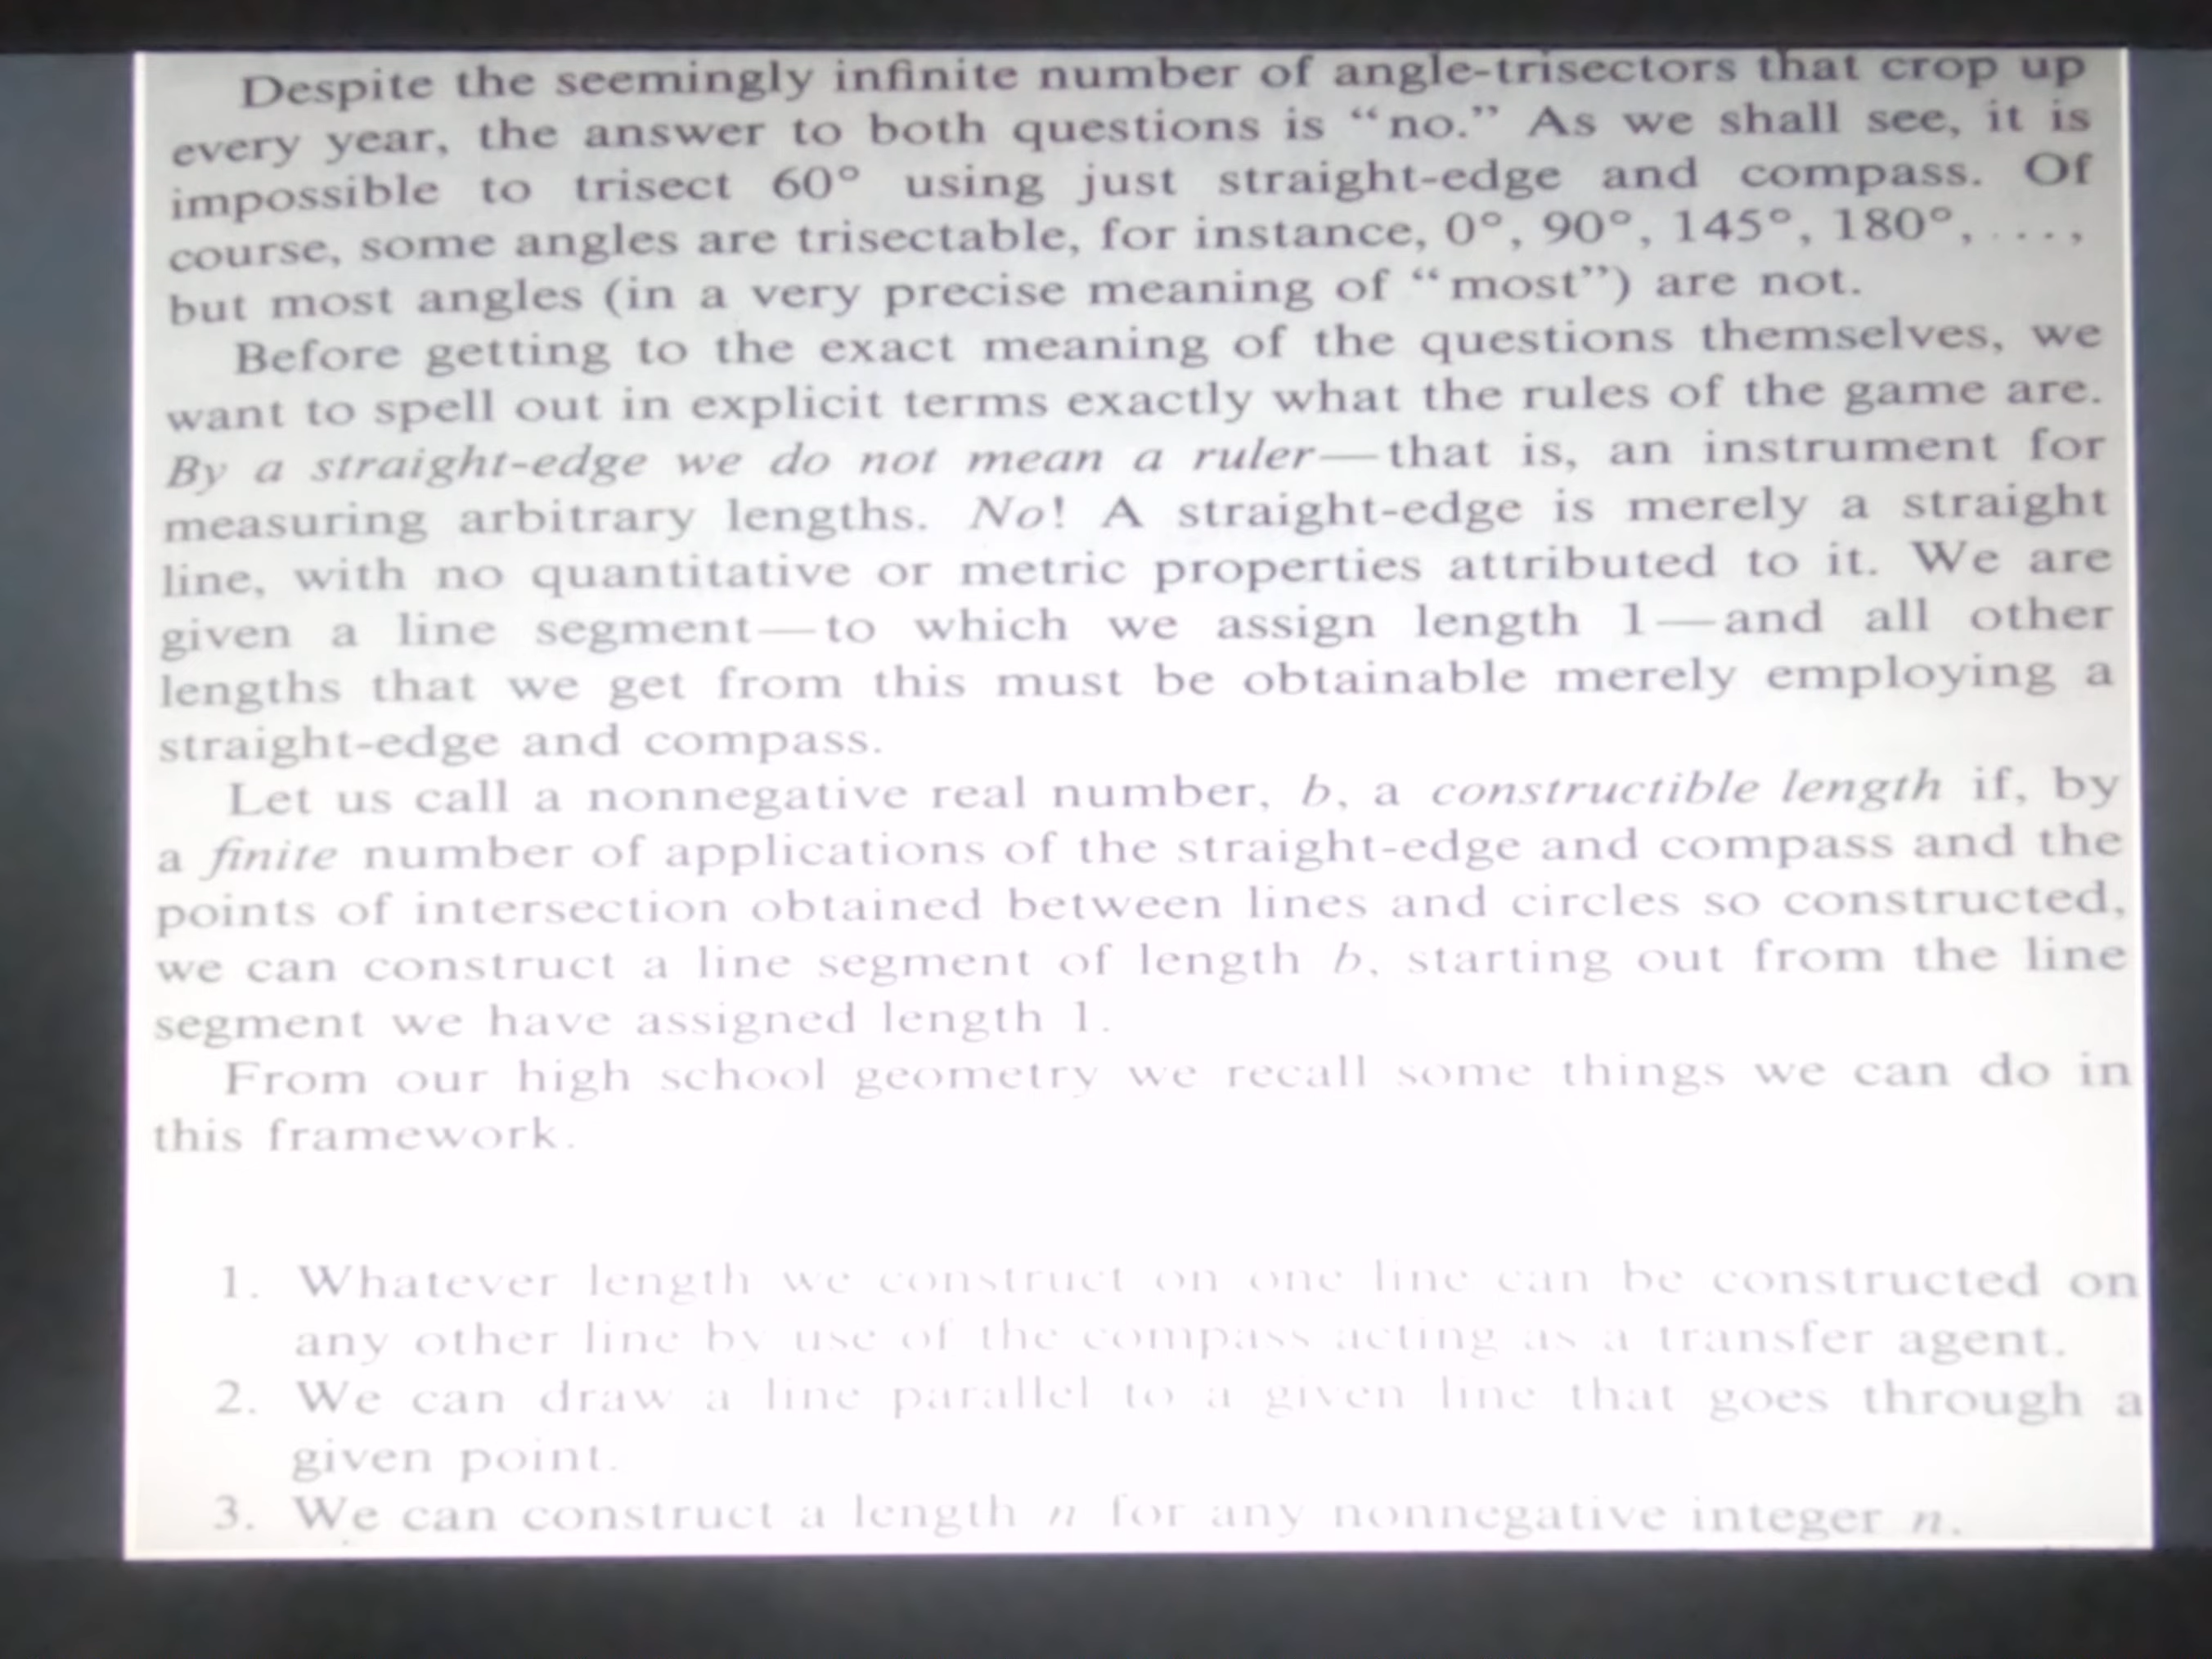 Despite the seemingly infinite number of angle-trisectors that crop up
every year, the answer to both questions is “no.” As we shall see, it is
impossible to trisect 60° using just straight-edge and compass. Of
course, some angles are trisectable, for instance, 0°, 90°, 145°, 180°, . . . ,
but most angles (in a very precise meaning of “most”) are not.
Before getting to the exact meaning of the questions themselves, we
want to spell out in explicit terms exactly what the rules of the game are.
By a straight-edge we do not mean a ruler—that is, an instrument for
measuring arbitrary lengths. No! A straight-edge is merely a straight
line, with no quantitative or metric properties attributed to it. We are
given a line segment—to which we assign length 1—and all other
lengths that we get from this must be obtainable merely employing a
straight-edge and compass.
Let us call a nonnegative real number, b, a constructible length if, by
a finite number of applications of the straight-edge and compass and the
points of intersection obtained between lines and circles so constructed,
we can construct a line segment of length b, starting out from the line
segment we have assigned length 1.
From our high school geometry we recall some things we can do in
this framework.
1. Whatever length we construct on one line can be constructed on
any other line by use of the compass acting as a transfer agent.
2. We can draw a line parallel to a given line that goes through a
given point.
3. We can construct a length n for any nonnegative integer n.